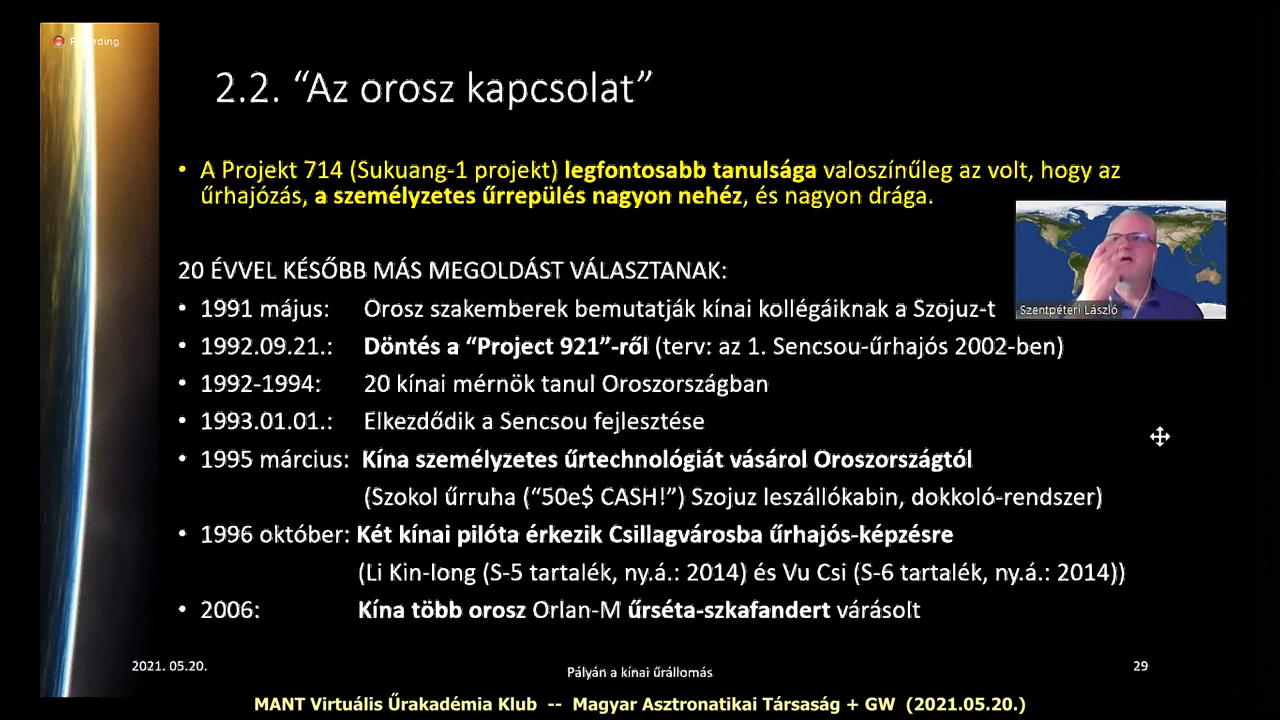 Recording
2.2. “Az orosz kapcsolat”
• A Projekt 714 (Sukuang-1 projekt) legfontosabb tanulsága valoszínűleg az volt, hogy az
űrhajózás, a személyzetes űrrepülés nagyon nehéz, és nagyon drága.
20 ÉVVEL KÉSŐBB MÁS MEGOLDÁST VÁLASZTANAK:
• 1991 május: Orosz szakemberek bemutatják kínai kollégáiknak a Szojuz-t
Szentpéteri László
• 1992.09.21.: Döntés a “Project 921”-ről (terv: az 1. Sencsou-űrhajós 2002-ben)
• 1992-1994: 20 kínai mérnök tanul Oroszországban
• 1993.01.01.: Elkezdődik a Sencsou fejlesztése
• 1995 március: Kína személyzetes űrtechnológiát vásárol Oroszországtól
(Szokol űrruha (“50e$ CASH!”) Szojuz leszállókabin, dokkoló-rendszer)
• 1996 október: Két kínai pilóta érkezik Csillagvárosba űrhajós-képzésre
(Li Kin-long (S-5 tartalék, ny.á.: 2014) és Vu Csi (S-6 tartalék, ny.á.: 2014))
• 2006: Kína több orosz Orlan-M űrséta-szkafandert várásolt
2021. 05.20.
Pályán a kínai űrállomás
29
MANT Virtuális Űrakadémia Klub -- Magyar Asztronatikai Társaság + GW (2021.05.20.)